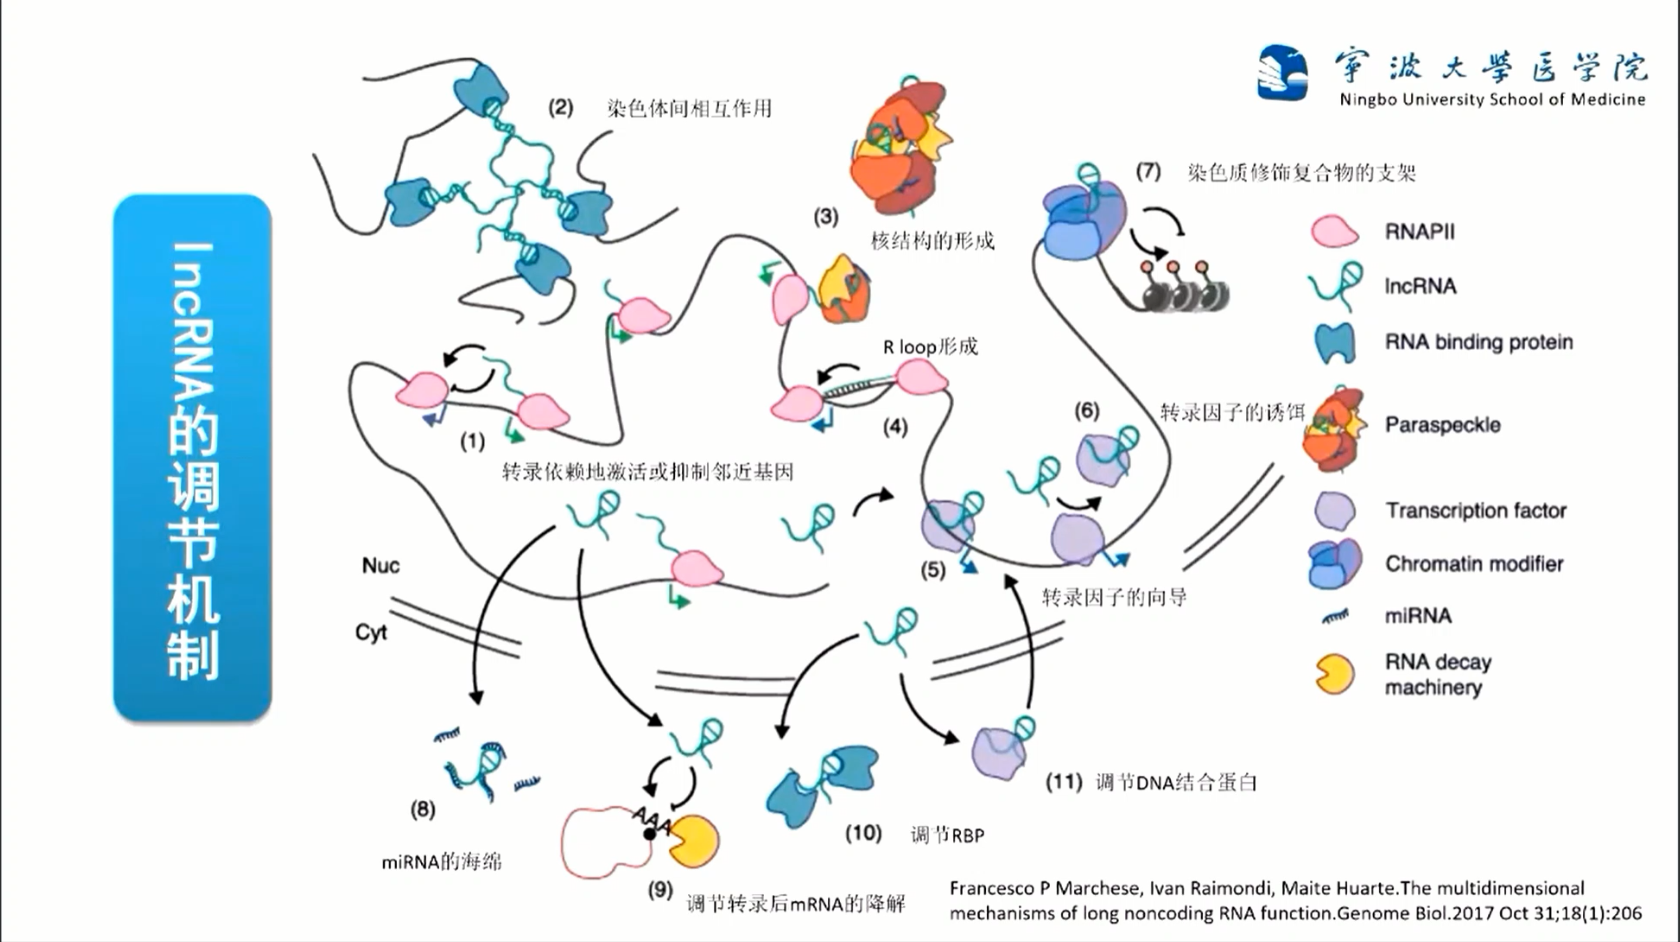 寧波大學医学院
Ningbo University School of Medicine
lncRNA的调节机制
(2) 染色体间相互作用
(3)
核结构的形成
(7) 染色质修饰复合物的支架
R loop形成
(1)
(4)
转录依赖地激活或抑制邻近基因
(6) 转录因子的诱饵
(5)
转录因子的向导
Nuc
Cyt
(8)
miRNA的海绵
AAA
(9) 调节转录后mRNA的降解
(10) 调节RBP
(11) 调节DNA结合蛋白
RNAPII
lncRNA
RNA binding protein
Paraspeckle
Transcription factor
Chromatin modifier
miRNA
RNA decay
machinery
Francesco P Marchese, Ivan Raimondi, Maite Huarte.The multidimensional
mechanisms of long noncoding RNA function.Genome Biol.2017 Oct 31;18(1):206